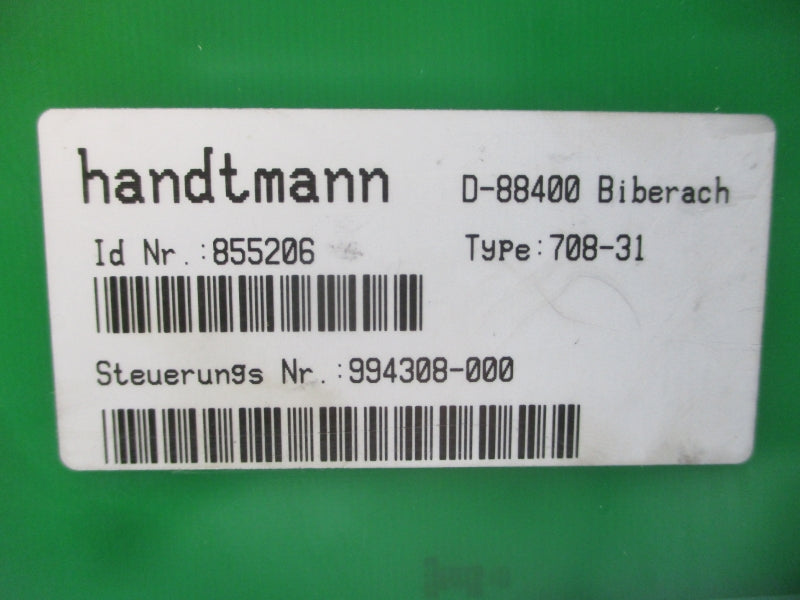 handtmann D-88400 Biberach
Id Nr.:855206 Type:708-31
Steuerungs Nr.:994308-000